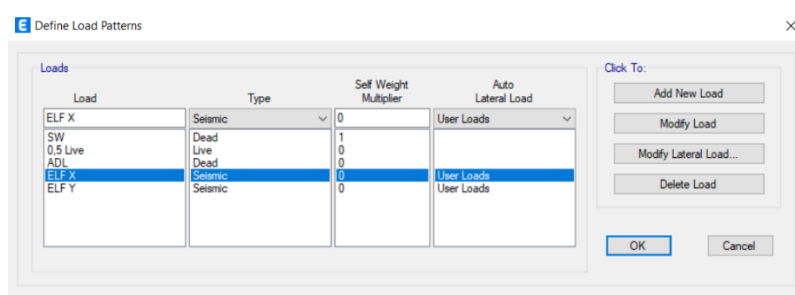 E Define Load Patterns
Loads
Click To:
Load Type Self Weight Multiplier Auto Lateral Load
ELF X Seismic 0 User Loads
SW Dead 1
0,5 Live Live 0
ADL Dead 0
ELF X Seismic 0 User Loads
ELF Y Seismic 0 User Loads
Add New Load
Modify Load
Modify Lateral Load...
Delete Load
OK Cancel